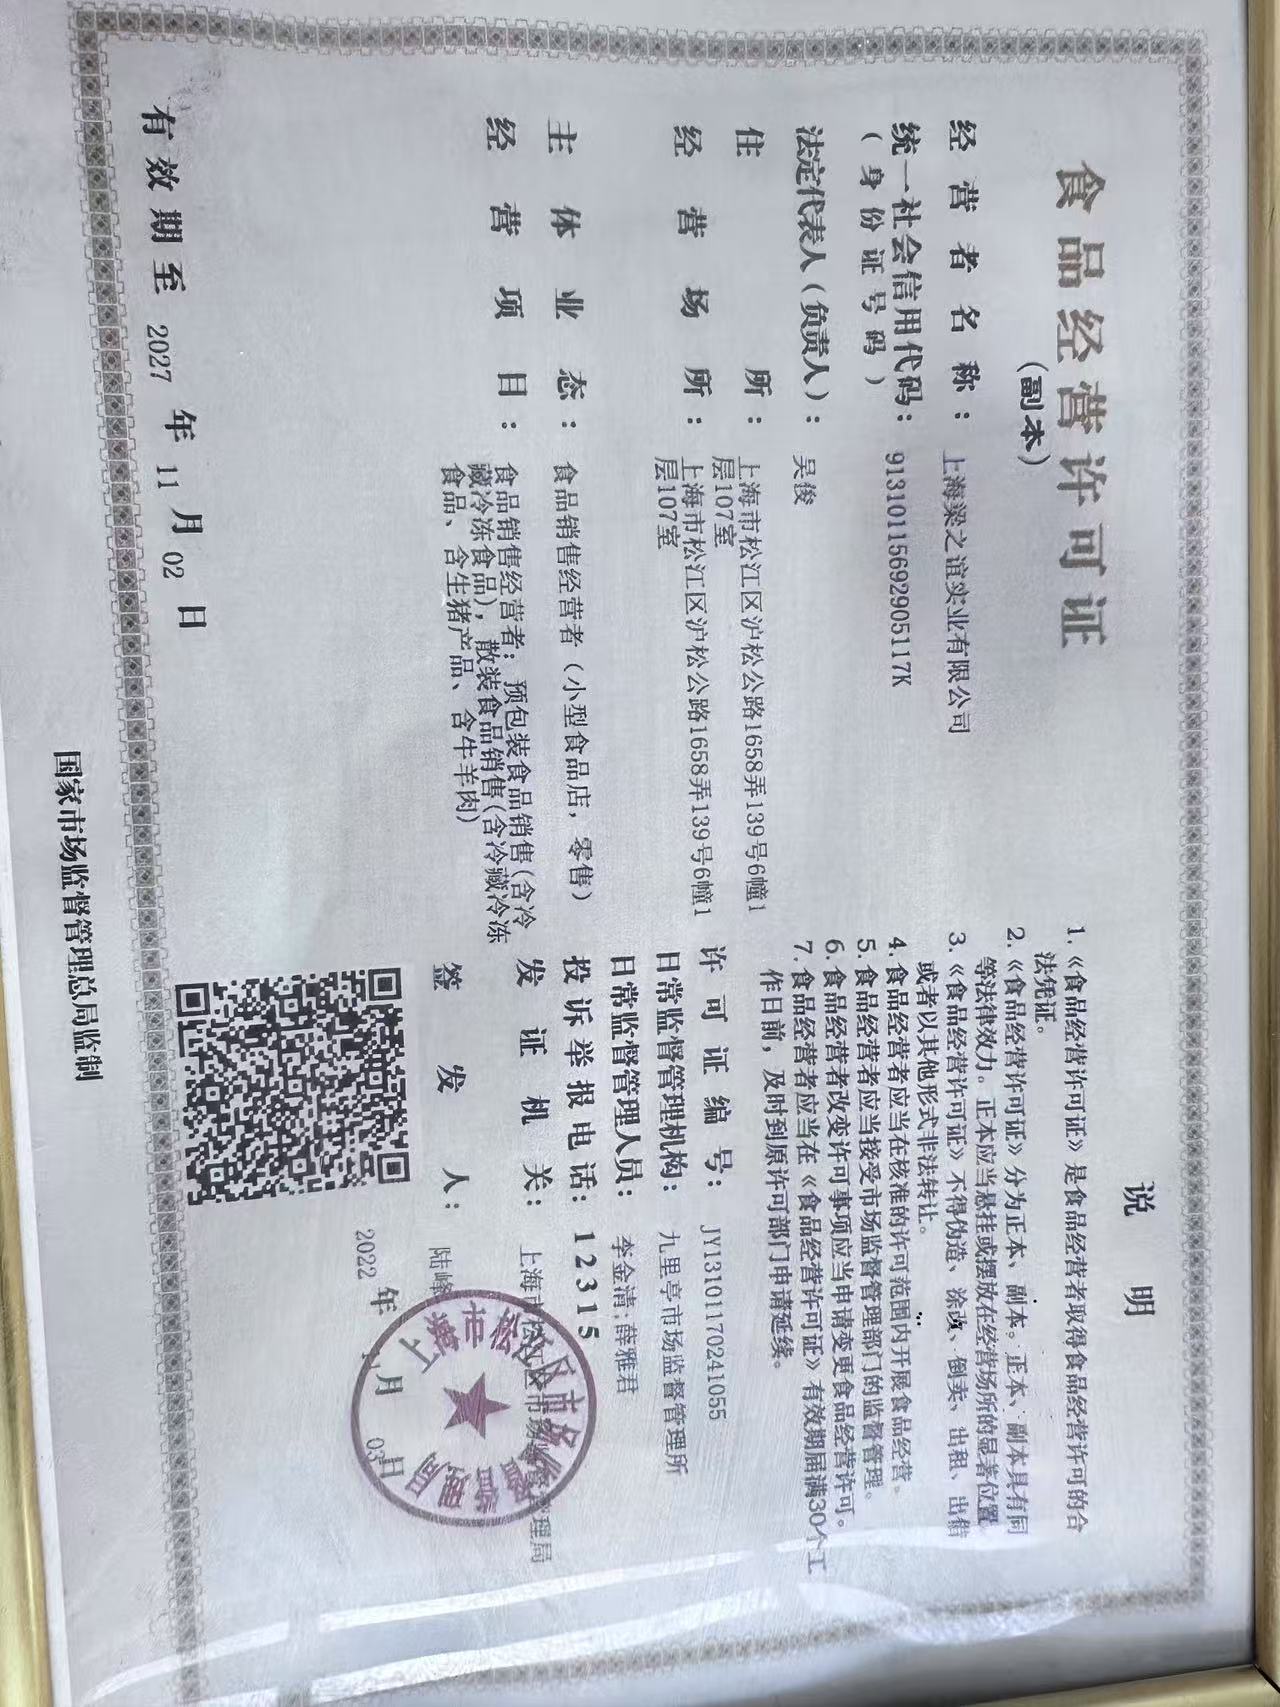 食品经营许可证
(副本)
经营者名称：上海梁之谊实业有限公司
统一社会信用代码：91310115692905117K
(身份证号码)
法定代表人(负责人)：吴俊
住所：上海市松江区沪松公路1658弄139号6幢1
层107室
经营场所：上海市松江区沪松公路1658弄139号6幢1
层107室
主体业态：食品销售经营者（小型食品店，零售）
经营项目：食品销售经营者：预包装食品销售(含冷
藏冷冻食品)，散装食品销售(含冷藏冷冻
食品、含生猪产品、含牛羊肉)
有效期至 2027 年 11 月 02 日
说明
1.《食品经营许可证》是食品经营者取得食品经营许可的合
法凭证。
2.《食品经营许可证》分为正本、副本。正本、副本具有同
等法律效力。正本应当悬挂或摆放在经营场所的显著位置
3.《食品经营许可证》不得伪造、涂改、倒卖、出租、出借
或者以其他形式非法转让。
4.食品经营者应当在核准的许可范围内开展食品经营。
5.食品经营者应当接受市场监督管理部门的监督管理。
6.食品经营者改变许可事项应当申请变更食品经营许可。
7.食品经营者应当在《食品经营许可证》有效期届满30个工
作日前，及时到原许可部门申请延续。
许可证编号：JY13101170241055
日常监督管理机构：九里亭市场监督管理所
日常监督管理人员：李金清;薛雅君
投诉举报电话：12315
发证机关：上海市松江区市场监督管理局
签发人：陆峰
2022 年 月 03日
国家市场监督管理总局监制